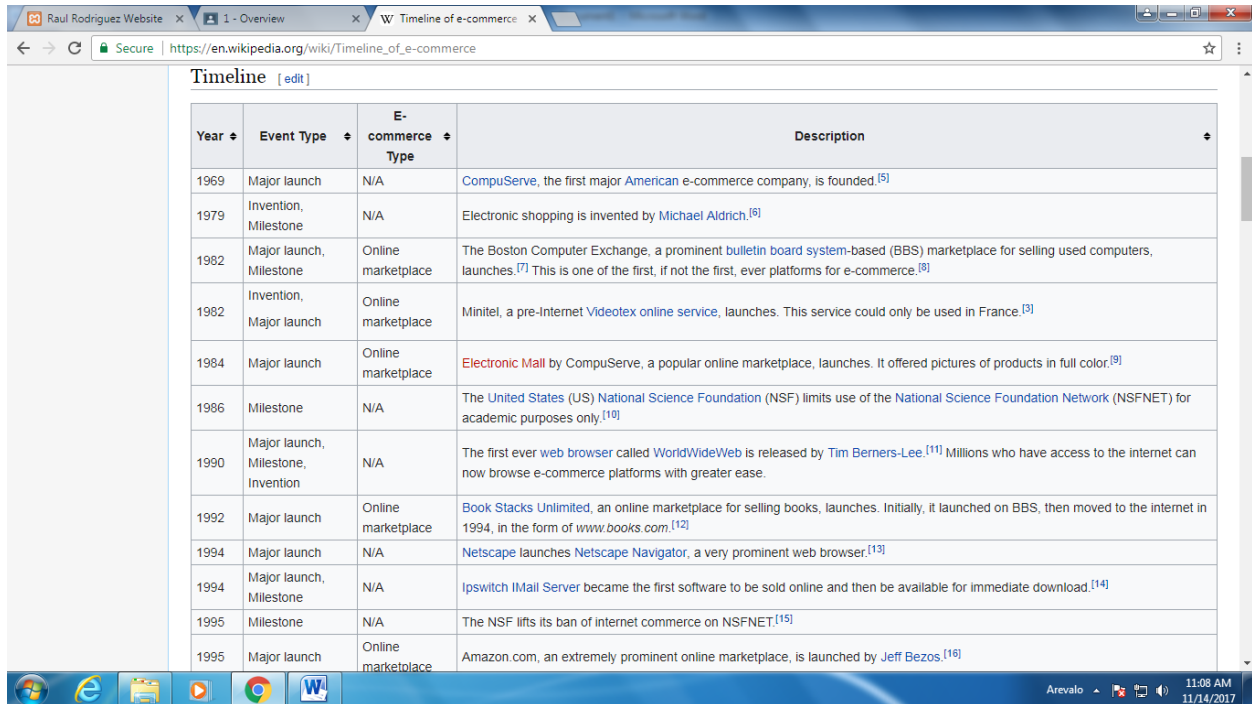 Raul Rodriguez Website
1 - Overview
W Timeline of e-commerce
Secure
https://en.wikipedia.org/wiki/Timeline_of_e-commerce
Timeline [edit]
Year
Event Type
E-
commerce
Type
Description
1969
Major launch
N/A
CompuServe, the first major American e-commerce company, is founded.[5]
1979
Invention,
Milestone
N/A
Electronic shopping is invented by Michael Aldrich.[6]
1982
Major launch,
Milestone
Online
marketplace
The Boston Computer Exchange, a prominent bulletin board system-based (BBS) marketplace for selling used computers,
launches.[7] This is one of the first, if not the first, ever platforms for e-commerce.[8]
1982
Invention,
Major launch
Online
marketplace
Minitel, a pre-Internet Videotex online service, launches. This service could only be used in France.[3]
1984
Major launch
Online
marketplace
Electronic Mall by CompuServe, a popular online marketplace, launches. It offered pictures of products in full color.[9]
1986
Milestone
N/A
The United States (US) National Science Foundation (NSF) limits use of the National Science Foundation Network (NSFNET) for
academic purposes only.[10]
1990
Major launch,
Milestone,
Invention
N/A
The first ever web browser called WorldWideWeb is released by Tim Berners-Lee.[11] Millions who have access to the internet can
now browse e-commerce platforms with greater ease.
1992
Major launch
Online
marketplace
Book Stacks Unlimited, an online marketplace for selling books, launches. Initially, it launched on BBS, then moved to the internet in
1994, in the form of www.books.com.[12]
1994
Major launch
N/A
Netscape launches Netscape Navigator, a very prominent web browser.[13]
1994
Major launch,
Milestone
N/A
Ipswitch IMail Server became the first software to be sold online and then be available for immediate download.[14]
1995
Milestone
N/A
The NSF lifts its ban of internet commerce on NSFNET.[15]
1995
Major launch
Online
marketplace
Amazon.com, an extremely prominent online marketplace, is launched by Jeff Bezos.[16]
Arevalo
11:08 AM
11/14/2017